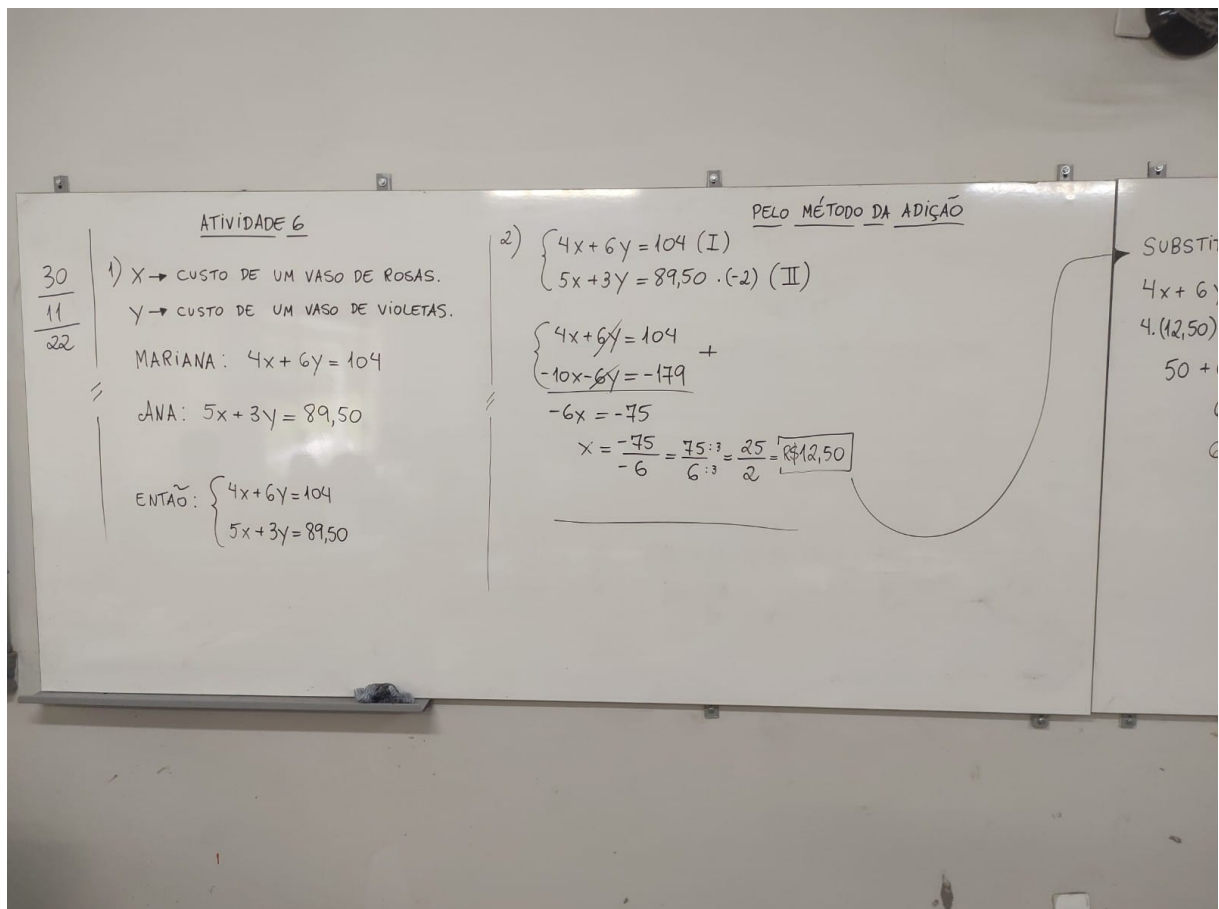 30
11
22
ATIVIDADE 6
1) X → CUSTO DE UM VASO DE ROSAS.
Y → CUSTO DE UM VASO DE VIOLETAS.
MARIANA: 4X + 6Y = 104
ANA: 5X + 3Y = 89,50
ENTÃO: { 4X + 6Y = 104
5X + 3Y = 89,50
PELO MÉTODO DA ADIÇÃO
2) { 4X + 6Y = 104 (I)
5X + 3Y = 89,50 . (-2) (II)
{ 4X + 6Y = 104 +
-10X - 6Y = -179
-6X = -75
X = -75/-6 = 75:3/6:3 = 25/2 = R$12,50
SUBSTIT
4X + 6Y
4.(12,50)
50 +